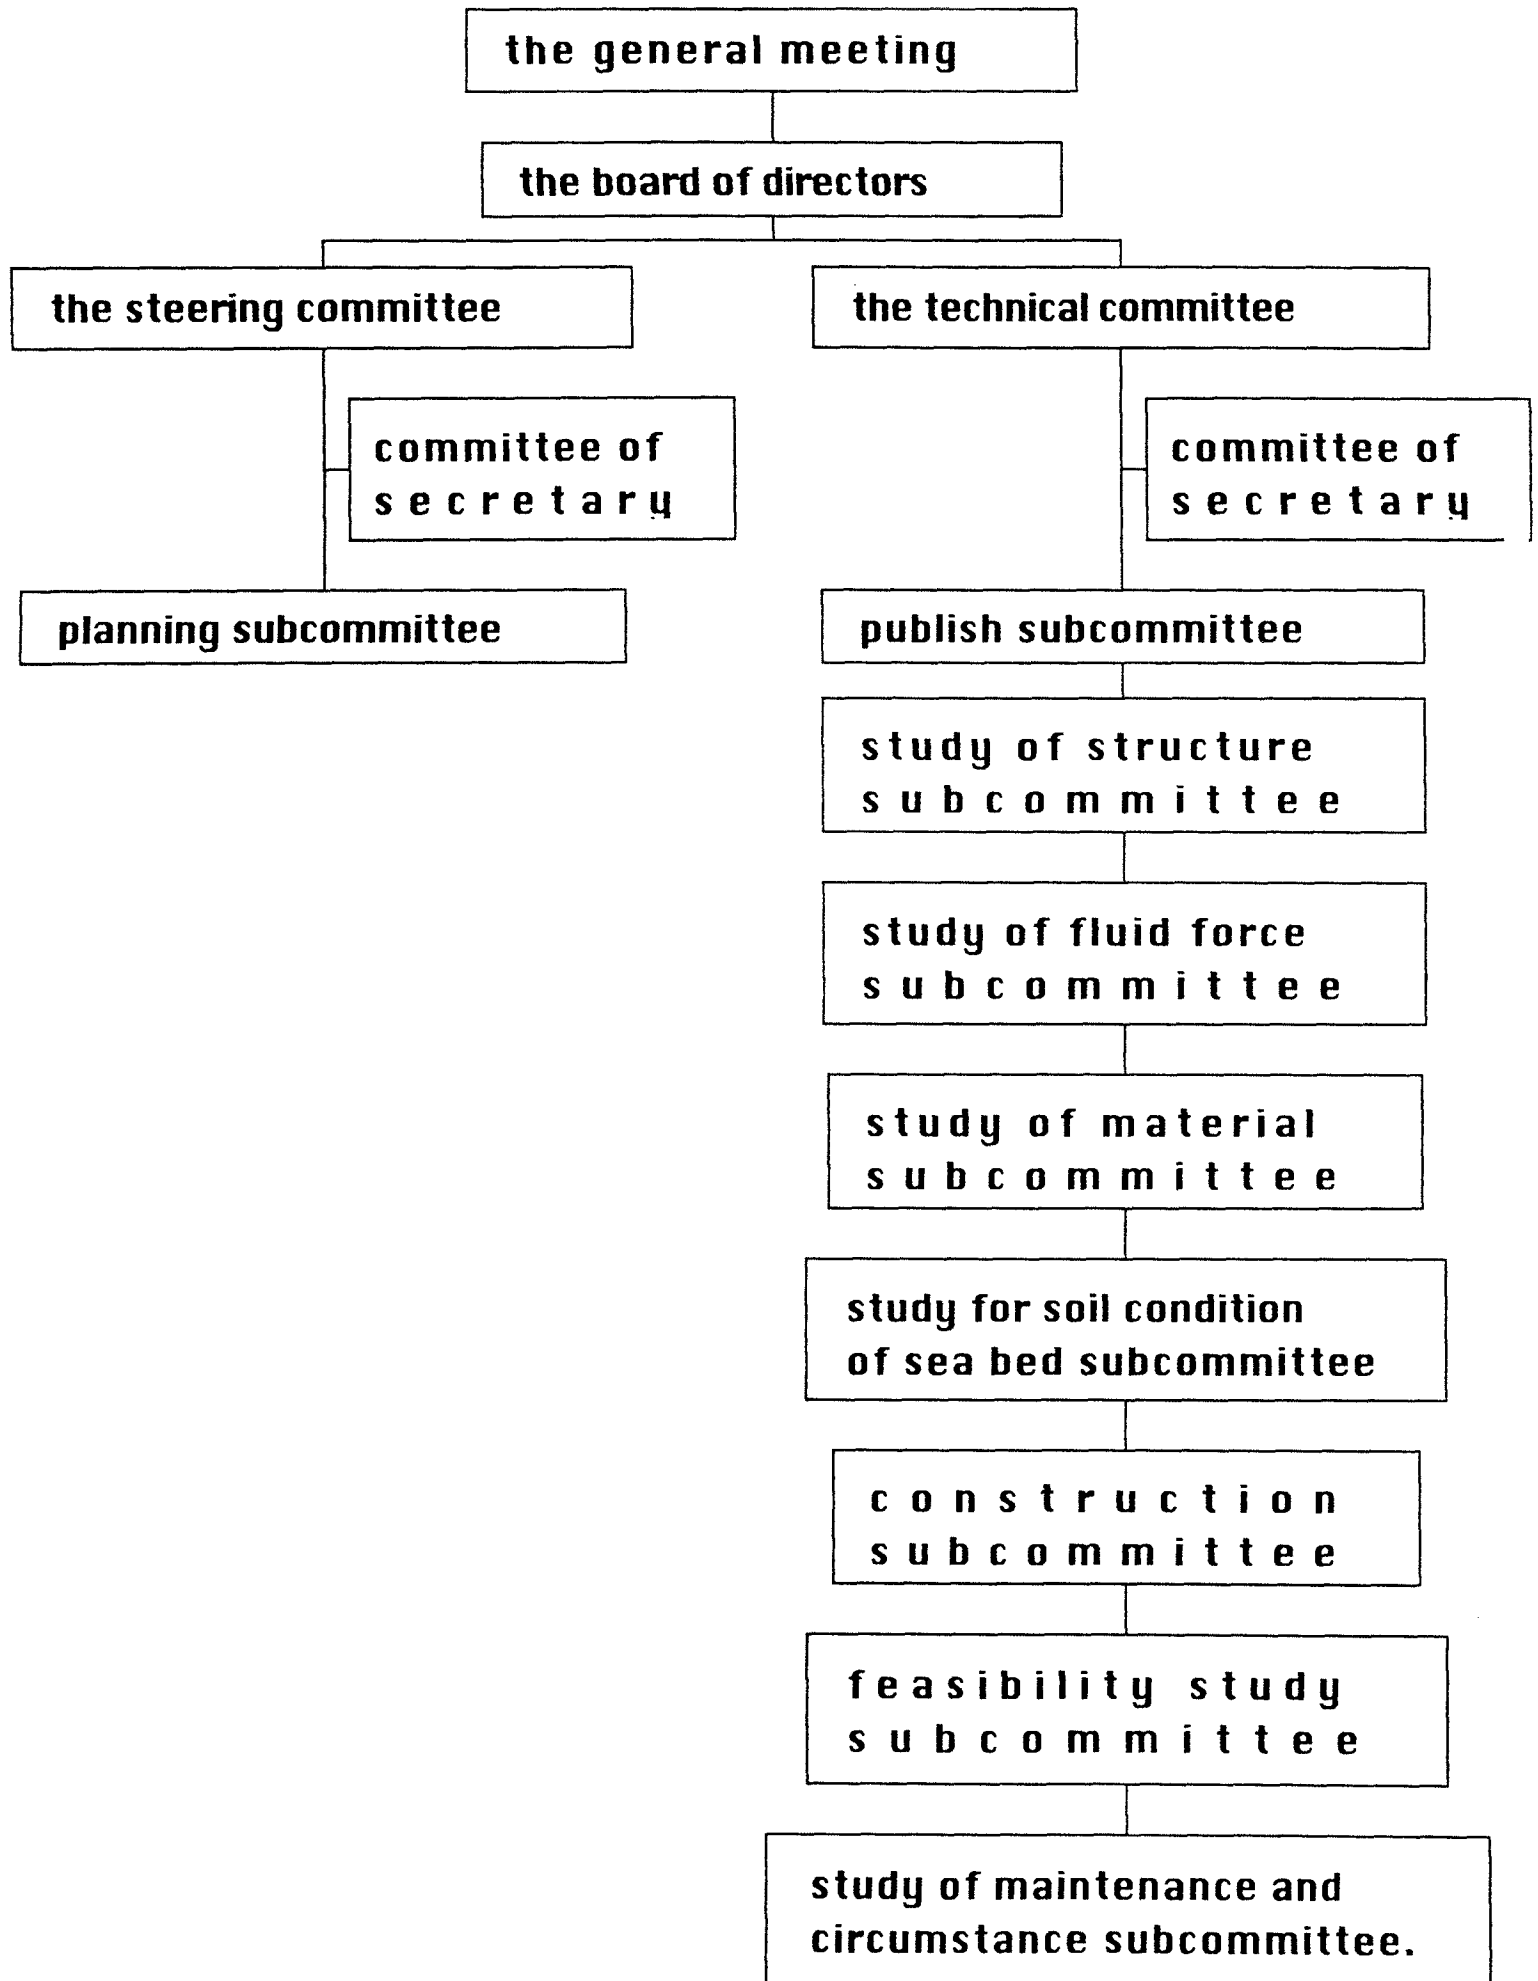 the general meeting
the board of directors
the steering committee
the technical committee
committee of
secretary
committee of
secretary
planning subcommittee
publish subcommittee
study of structure
subcommittee
study of fluid force
subcommittee
study of material
subcommittee
study for soil condition
of sea bed subcommittee
construction
subcommittee
feasibility study
subcommittee
study of maintenance and
circumstance subcommittee.